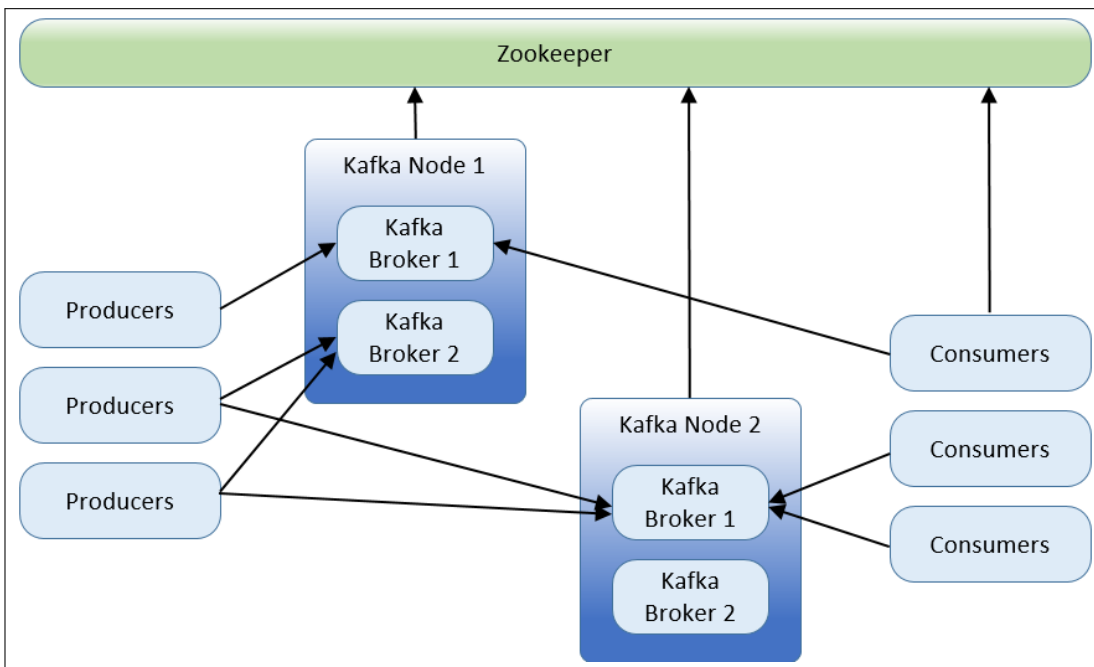 Zookeeper
Kafka Node 1
Kafka
Broker 1
Kafka
Broker 2
Producers
Producers
Producers
Kafka Node 2
Kafka
Broker 1
Kafka
Broker 2
Consumers
Consumers
Consumers